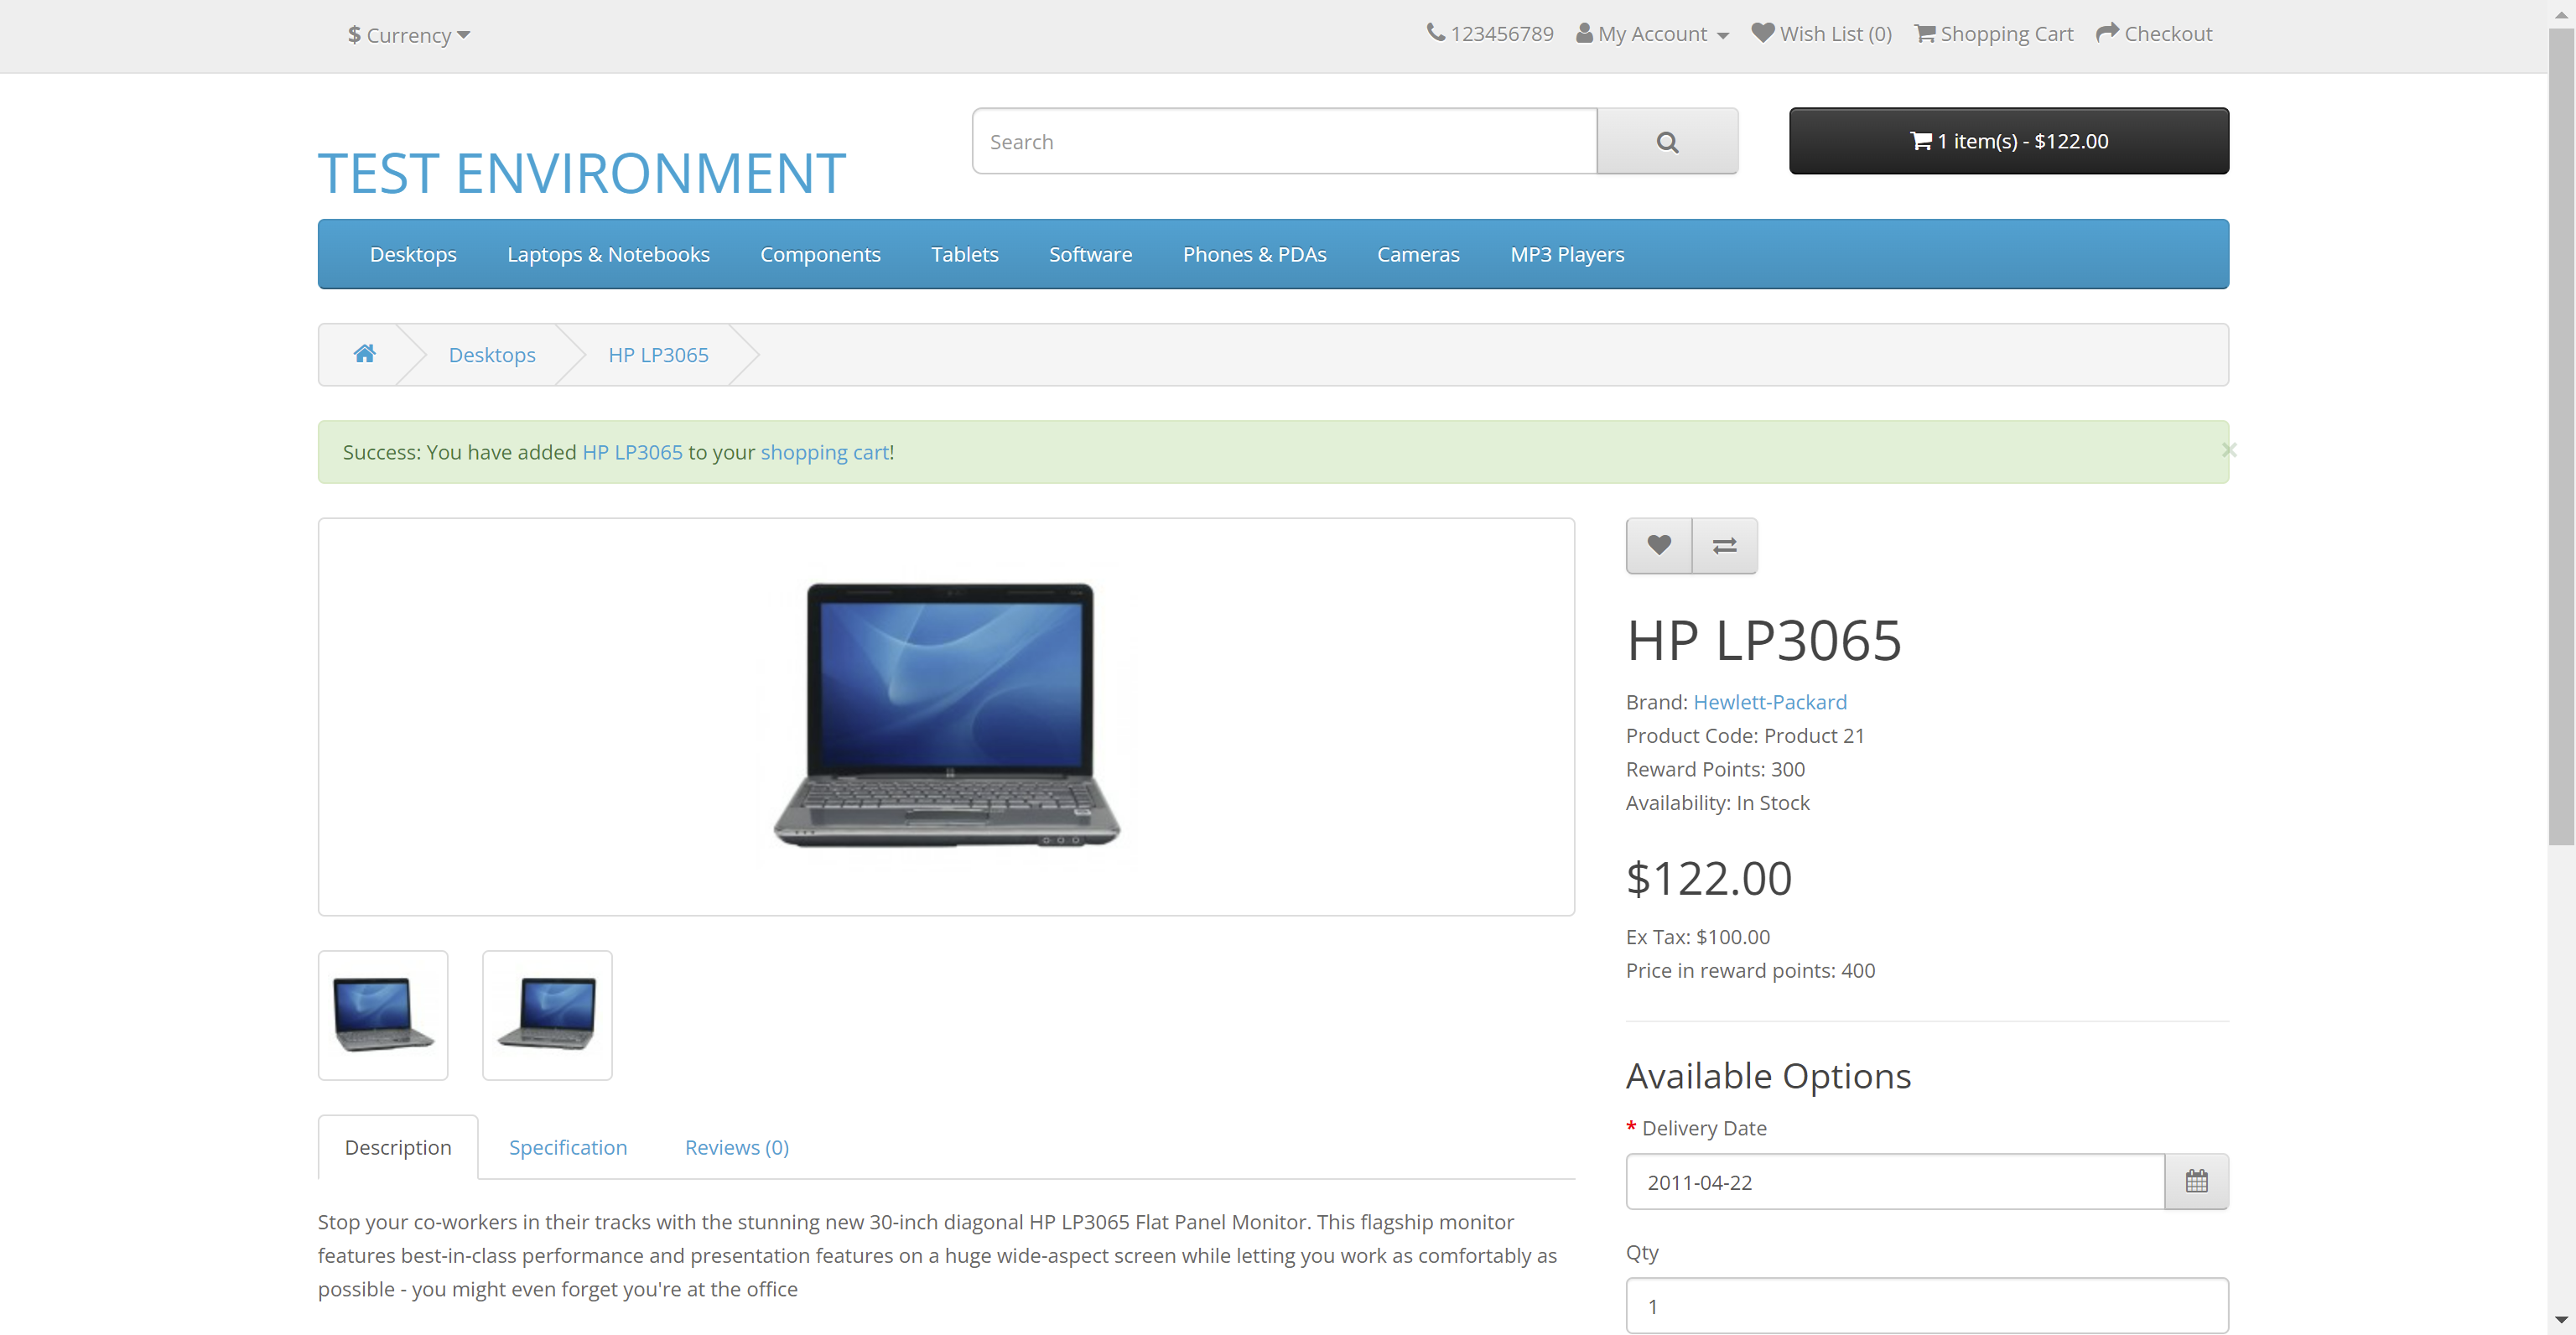 $ Currency
123456789 My Account Wish List (0) Shopping Cart Checkout
TEST ENVIRONMENT
Search
1 item(s) - $122.00
Desktops Laptops & Notebooks Components Tablets Software Phones & PDAs Cameras MP3 Players
Desktops HP LP3065
Success: You have added HP LP3065 to your shopping cart!
×
HP LP3065
Brand: Hewlett-Packard
Product Code: Product 21
Reward Points: 300
Availability: In Stock
$122.00
Ex Tax: $100.00
Price in reward points: 400
Available Options
* Delivery Date
2011-04-22
Qty
1
Description Specification Reviews (0)
Stop your co-workers in their tracks with the stunning new 30-inch diagonal HP LP3065 Flat Panel Monitor. This flagship monitor
features best-in-class performance and presentation features on a huge wide-aspect screen while letting you work as comfortably as
possible - you might even forget you're at the office